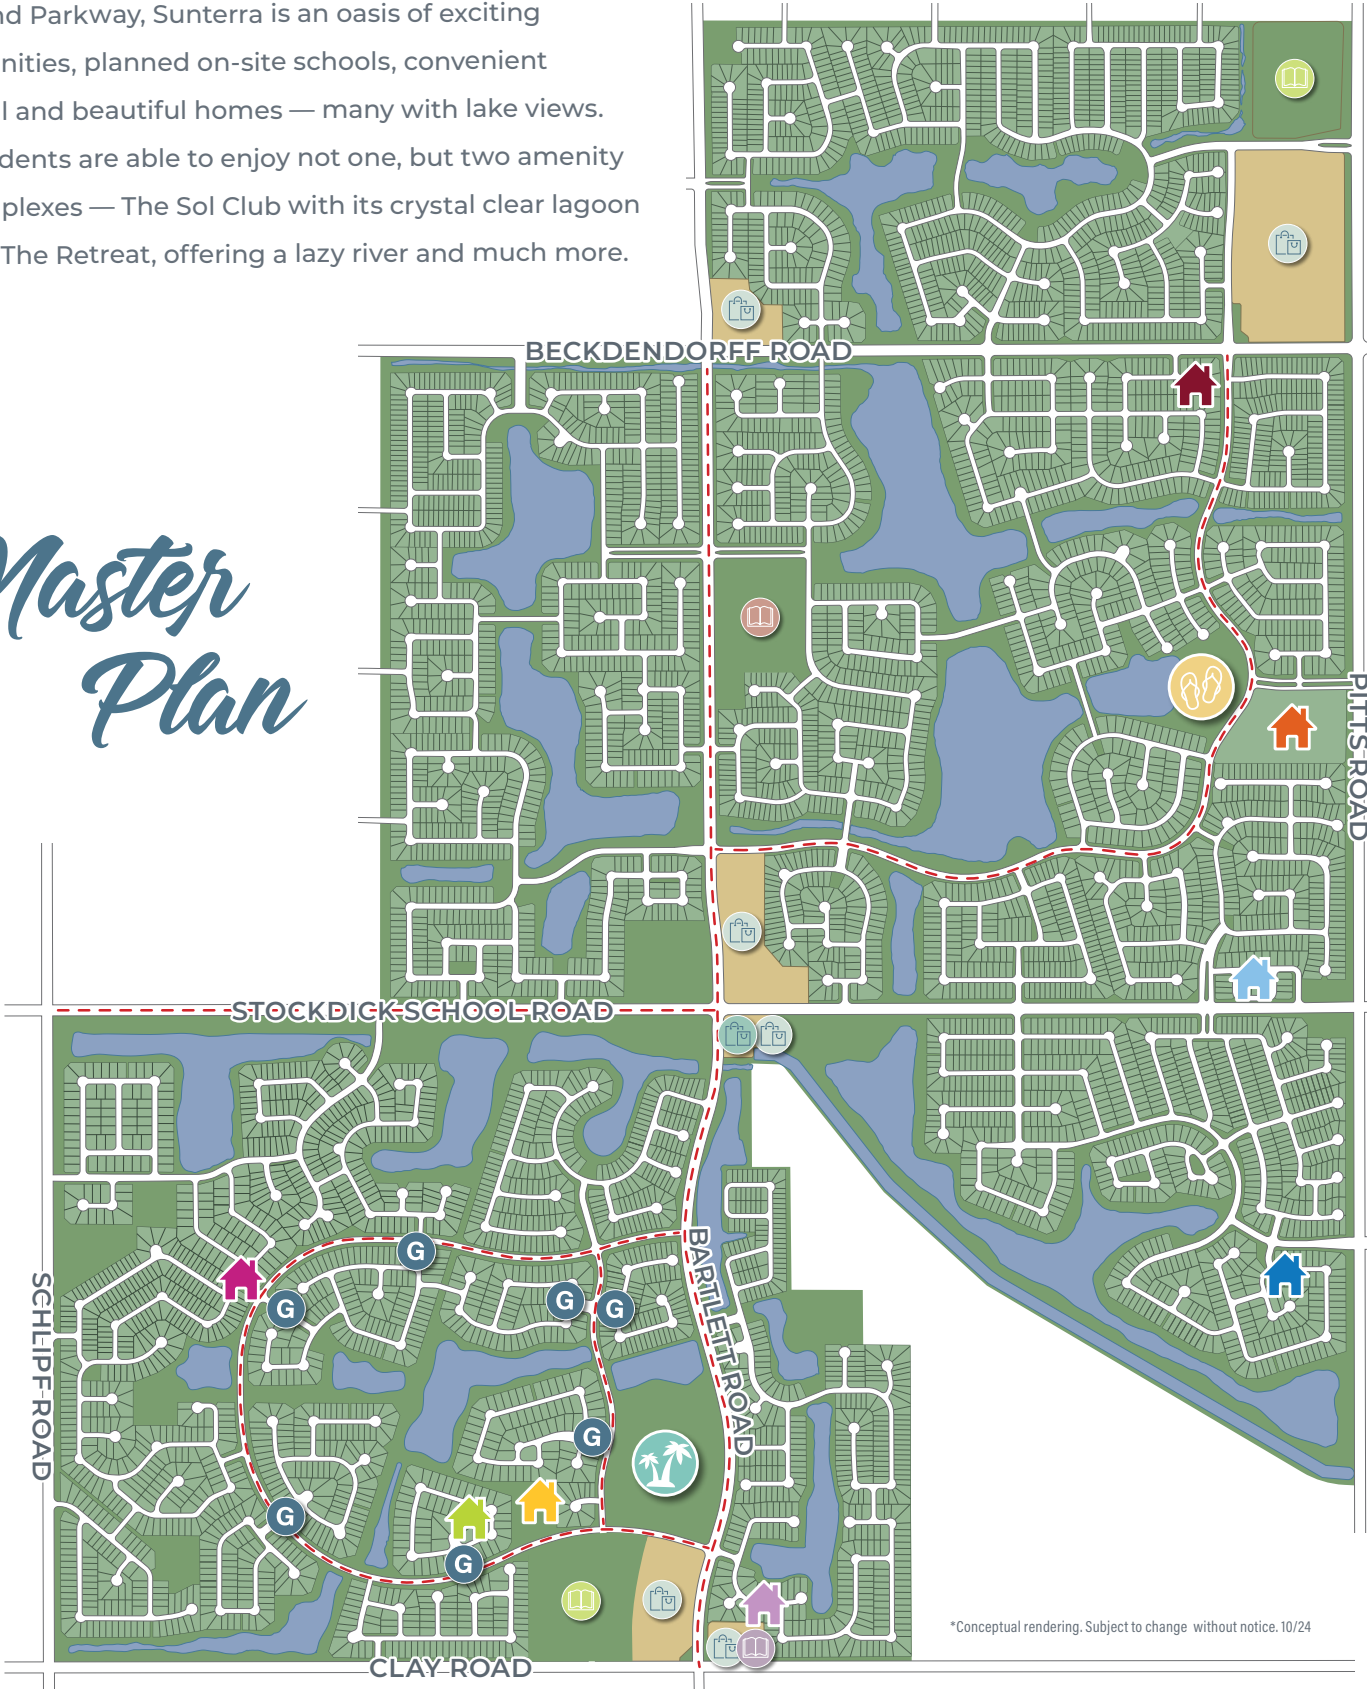 nd Parkway, Sunterra is an oasis of exciting
nities, planned on-site schools, convenient
l and beautiful homes — many with lake views.
dents are able to enjoy not one, but two amenity
plexes — The Sol Club with its crystal clear lagoon
The Retreat, offering a lazy river and much more.
BECKDENDORFF ROAD
Master
Plan
PITTS ROAD
STOCKDICK SCHOOL ROAD
SCHLIPF ROAD
BARTLETT ROAD
G
G
G
G
G
G
G
*Conceptual rendering. Subject to change without notice. 10/24
CLAY ROAD